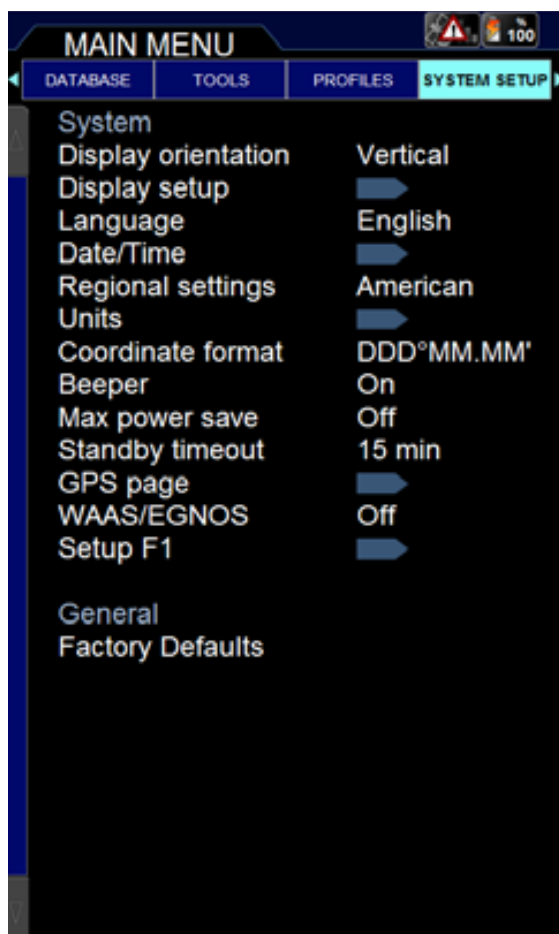 MAIN MENU
%
100
DATABASE TOOLS PROFILES SYSTEM SETUP
System
Display orientation Vertical
Display setup
Language English
Date/Time
Regional settings American
Units
Coordinate format DDD°MM.MM'
Beeper On
Max power save Off
Standby timeout 15 min
GPS page
WAAS/EGNOS Off
Setup F1
General
Factory Defaults